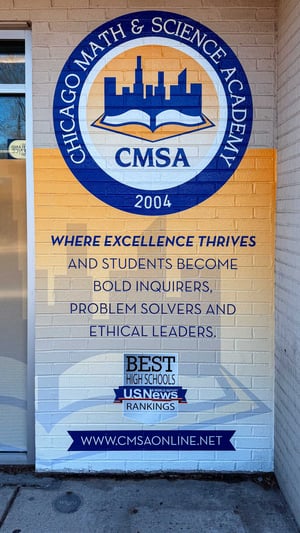 CHICAGO MATH & SCIENCE ACADEMY
CMSA
2004
WHERE EXCELLENCE THRIVES
AND STUDENTS BECOME
BOLD INQUIRERS,
PROBLEM SOLVERS AND
ETHICAL LEADERS.
BEST
HIGH SCHOOLS
U.S.News
RANKINGS
WWW.CMSAONLINE.NET